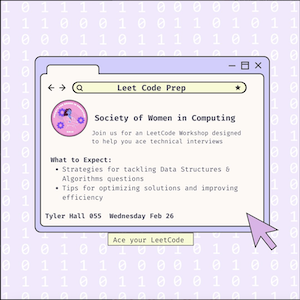 Leet Code Prep
Society of Women in Computing
Join us for an LeetCode Workshop designed
to help you ace technical interviews
What to Expect:
• Strategies for tackling Data Structures &
Algorithms questions
• Tips for optimizing solutions and improving
efficiency
Tyler Hall 055 Wednesday Feb 26
Ace your LeetCode